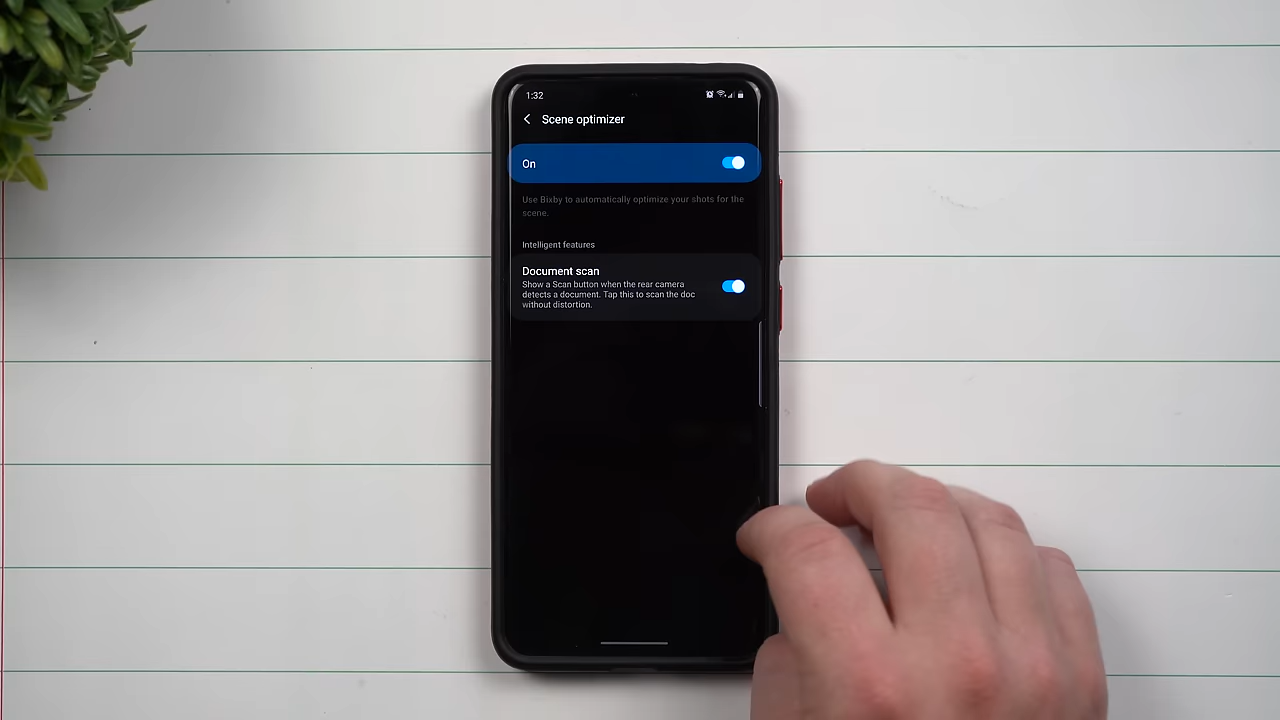 1:32
Scene optimizer
On
Use Bixby to automatically optimize your shots for the
scene.
Intelligent features
Document scan
Show a Scan button when the rear camera
detects a document. Tap this to scan the doc
without distortion.